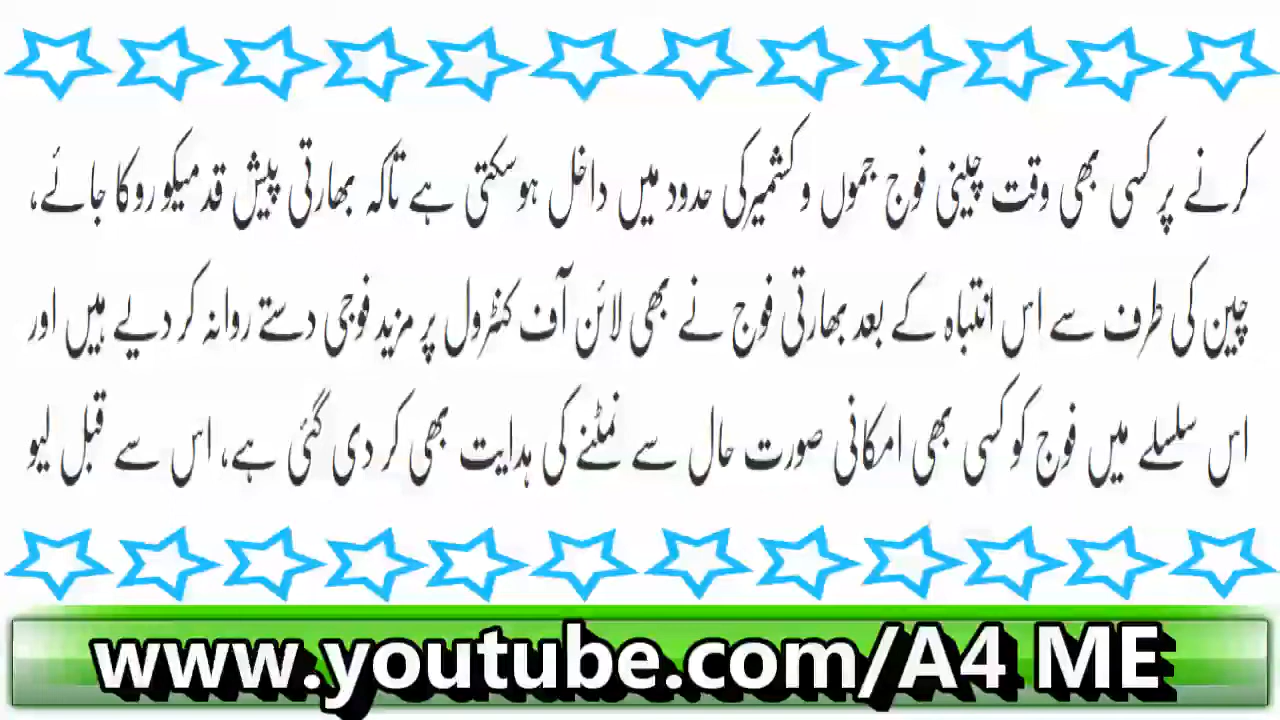 کرنے پر کسی بھی وقت چینی فوج جموں و کشمیر کی حدود میں داخل ہو سکتی ہے تاکہ بھارتی پیش قدمیکو روکا جائے،
چین کی طرف سے اس انتباہ کے بعد بھارتی فوج نے بھی لائن آف کنٹرول پر مزید فوجی دستے روانہ کر دیے ہیں اور
اس سلسلے میں فوج کو کسی بھی امکانی صورت حال سے نمٹنے کی ہدایت بھی کر دی گئی ہے، اس سے قبل لیو
www.youtube.com/A4 ME